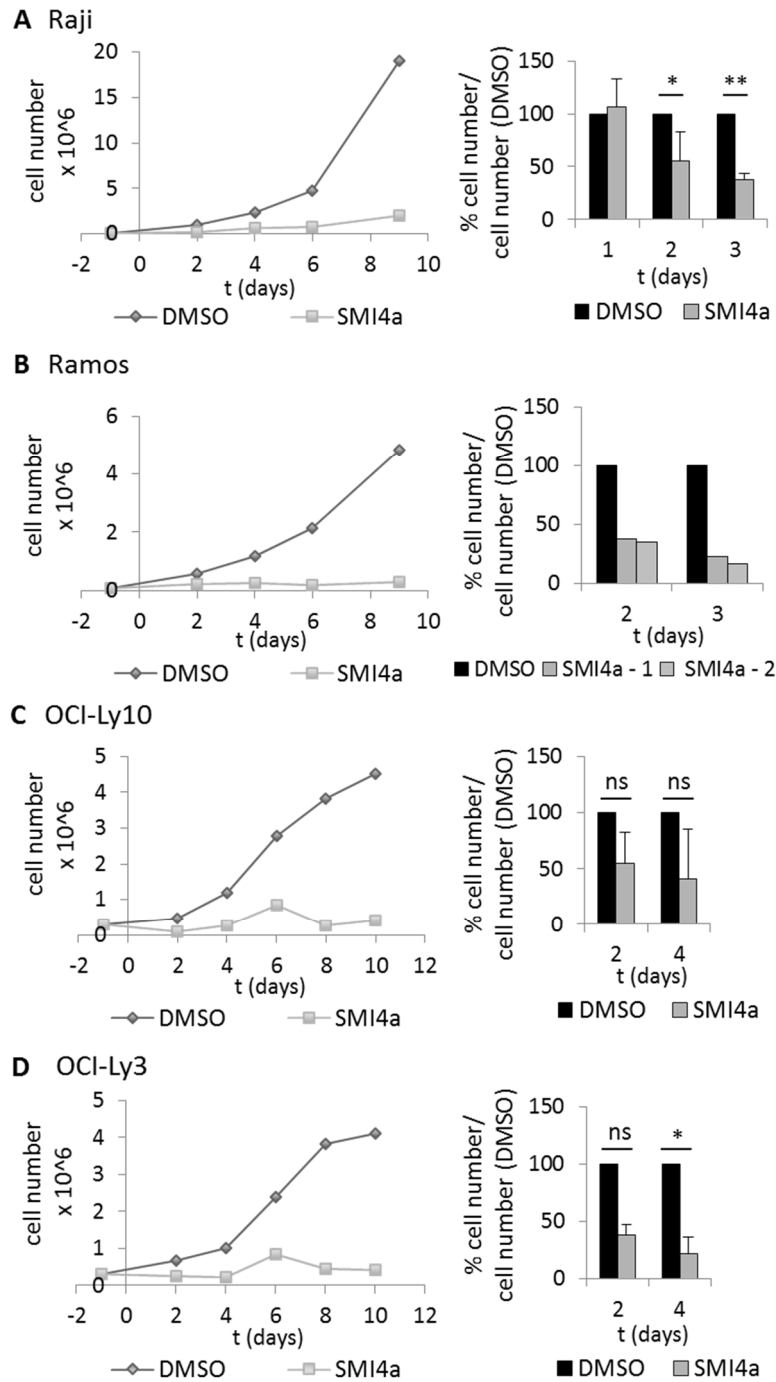 A Raji
cell number
x 10^6
20
15
10
5
0
-2 0 2 4 6 8 10
t (days)
DMSO SMI4a
% cell number/
cell number (DMSO)
150
100
50
0
* **
1 2 3
t (days)
DMSO SMI4a
B Ramos
cell number
x 10^6
6
4
2
0
-2 0 2 4 6 8 10
t (days)
DMSO SMI4a
% cell number/
cell number (DMSO)
150
100
50
0
2 3
t (days)
DMSO SMI4a - 1 SMI4a - 2
C OCI-Ly10
cell number
x 10^6
5
4
3
2
1
0
-2 0 2 4 6 8 10 12
t (days)
DMSO SMI4a
% cell number/
cell number (DMSO)
150
100
50
0
ns ns
2 4
t (days)
DMSO SMI4a
D OCI-Ly3
cell number
x 10^6
5
4
3
2
1
0
-2 0 2 4 6 8 10 12
t (days)
DMSO SMI4a
% cell number/
cell number (DMSO)
150
100
50
0
ns *
2 4
t (days)
DMSO SMI4a